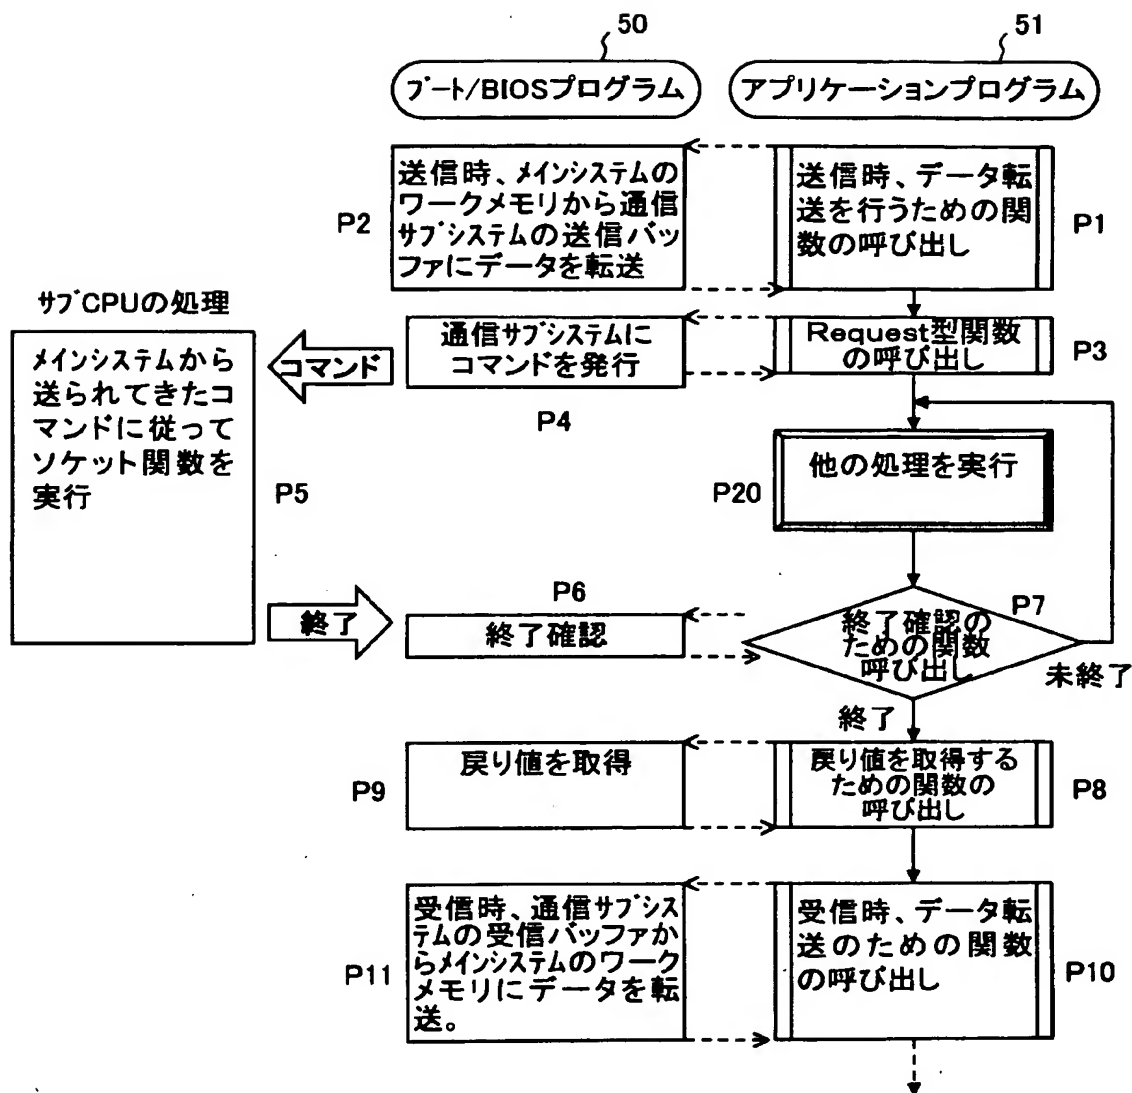 50
51
ブート/BIOSプログラム
アプリケーションプログラム
送信時、メインシステムの
ワークメモリから通信
サブシステムの送信バッ
ファにデータを転送
P2
送信時、データ転
送を行うための関
数の呼び出し
P1
サブCPUの処理
メインシステムから
送られてきたコ
マンドに従って
ソケット関数を
実行
P5
コマンド
通信サブシステムに
コマンドを発行
P4
Request型関数
の呼び出し
P3
他の処理を実行
P20
終了
P6
終了確認
終了確認の
ための関数
呼び出し
P7
未終了
終了
戻り値を取得
P9
戻り値を取得する
ための関数の
呼び出し
P8
受信時、通信サブシス
テムの受信バッファか
らメインシステムのワーク
メモリにデータを転
送。
P11
受信時、データ転
送のための関数
の呼び出し
P10